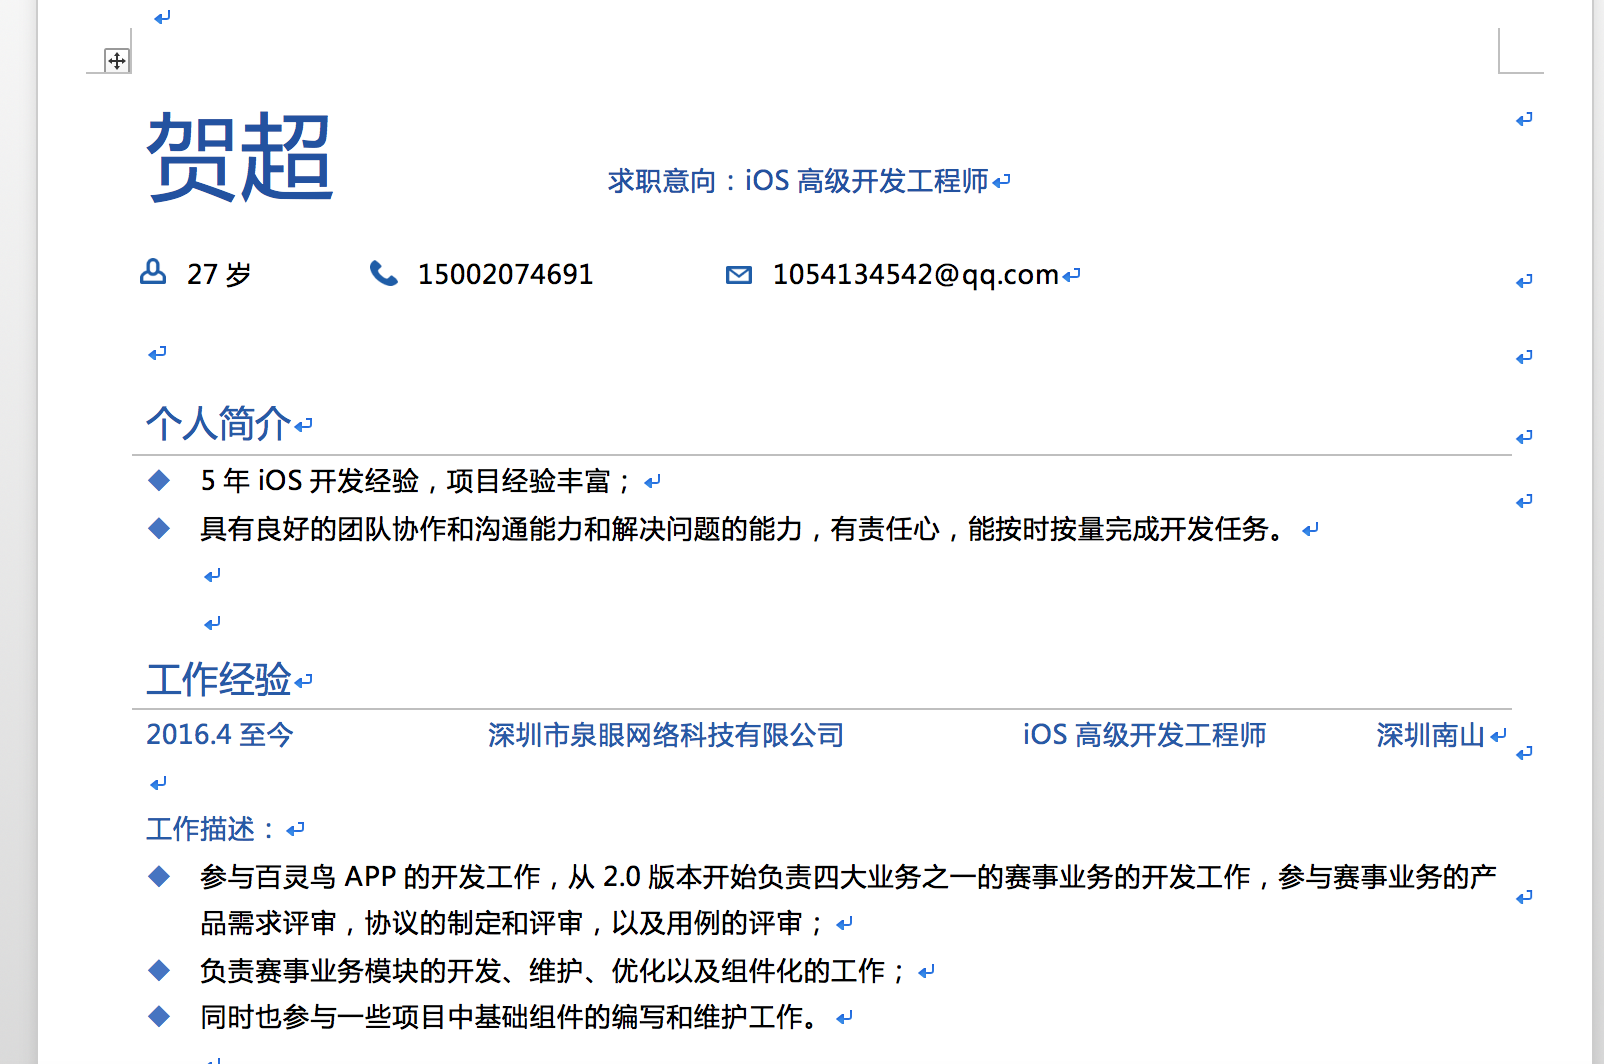 贺超
求职意向：iOS 高级开发工程师
27 岁 15002074691 1054134542@qq.com
个人简介
5 年 iOS 开发经验，项目经验丰富；
具有良好的团队协作和沟通能力和解决问题的能力，有责任心，能按时按量完成开发任务。
工作经验
2016.4 至今 深圳市泉眼网络科技有限公司 iOS 高级开发工程师 深圳南山
工作描述：
参与百灵鸟 APP 的开发工作，从 2.0 版本开始负责四大业务之一的赛事业务的开发工作，参与赛事业务的产
品需求评审，协议的制定和评审，以及用例的评审；
负责赛事业务模块的开发、维护、优化以及组件化的工作；
同时也参与一些项目中基础组件的编写和维护工作。